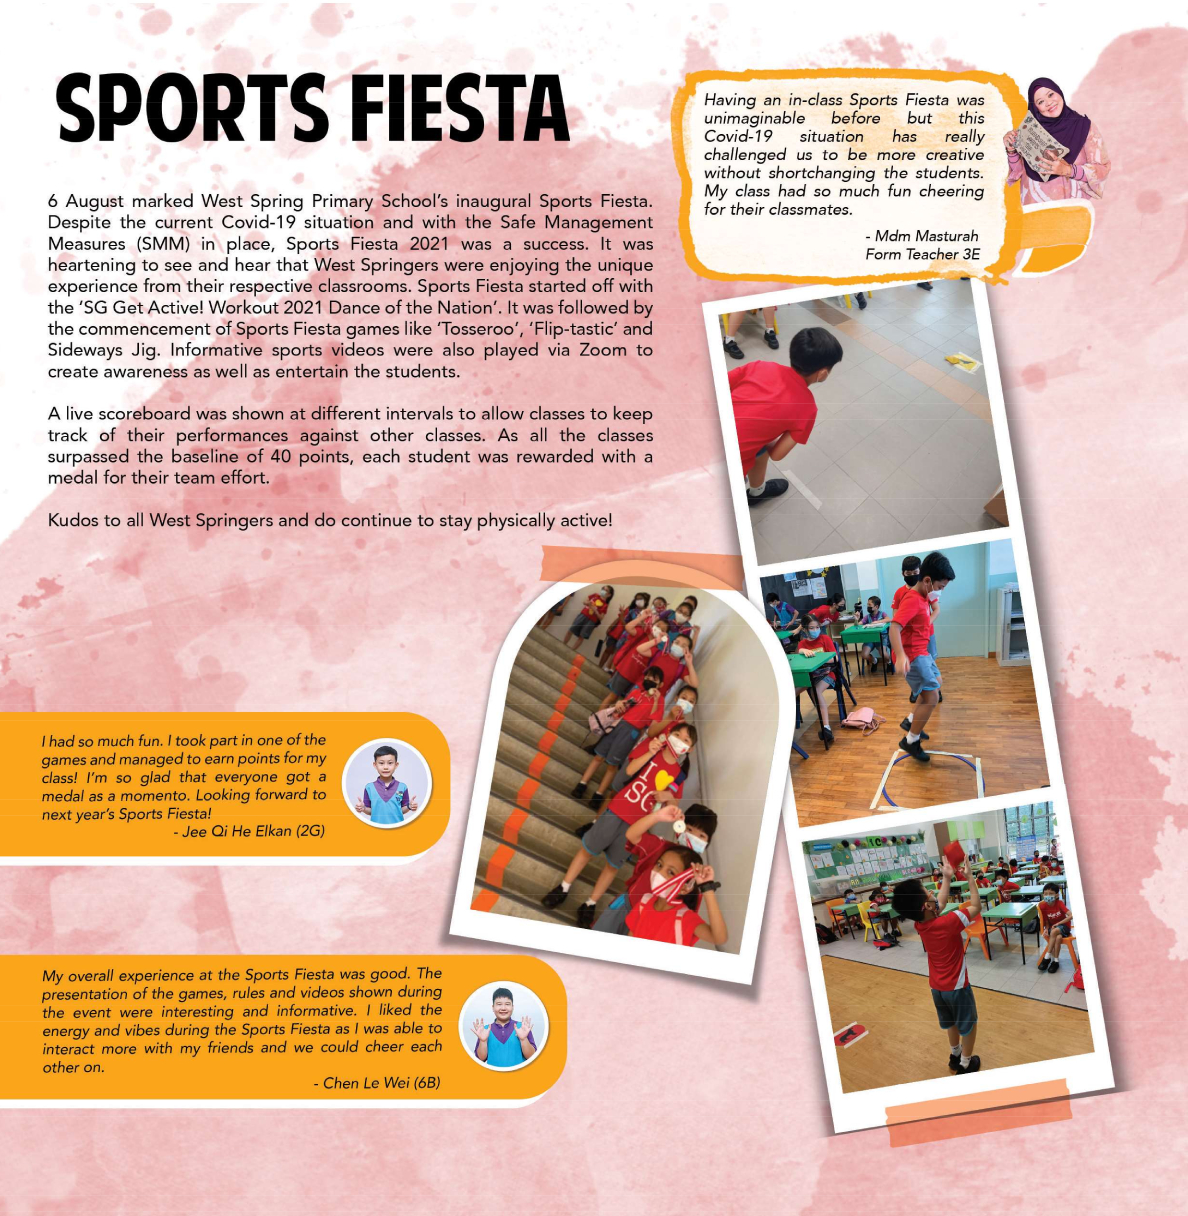 SPORTS FIESTA
6 August marked West Spring Primary School's inaugural Sports Fiesta.
Despite the current Covid-19 situation and with the Safe Management
Measures (SMM) in place, Sports Fiesta 2021 was a success. It was
heartening to see and hear that West Springers were enjoying the unique
experience from their respective classrooms. Sports Fiesta started off with
the 'SG Get Active! Workout 2021 Dance of the Nation'. It was followed by
the commencement of Sports Fiesta games like 'Tosseroo', 'Flip-tastic' and
Sideways Jig. Informative sports videos were also played via Zoom to
create awareness as well as entertain the students.
A live scoreboard was shown at different intervals to allow classes to keep
track of their performances against other classes. As all the classes
surpassed the baseline of 40 points, each student was rewarded with a
medal for their team effort.
Kudos to all West Springers and do continue to stay physically active!
Having an in-class Sports Fiesta was
unimaginable before but this
Covid-19 situation has really
challenged us to be more creative
without shortchanging the students.
My class had so much fun cheering
for their classmates.
- Mdm Masturah
Form Teacher 3E
I had so much fun. I took part in one of the
games and managed to earn points for my
class! I'm so glad that everyone got a
medal as a momento. Looking forward to
next year's Sports Fiesta!
- Jee Qi He Elkan (2G)
I
SG
My overall experience at the Sports Fiesta was good. The
presentation of the games, rules and videos shown during
the event were interesting and informative. I liked the
energy and vibes during the Sports Fiesta as I was able to
interact more with my friends and we could cheer each
other on.
- Chen Le Wei (6B)